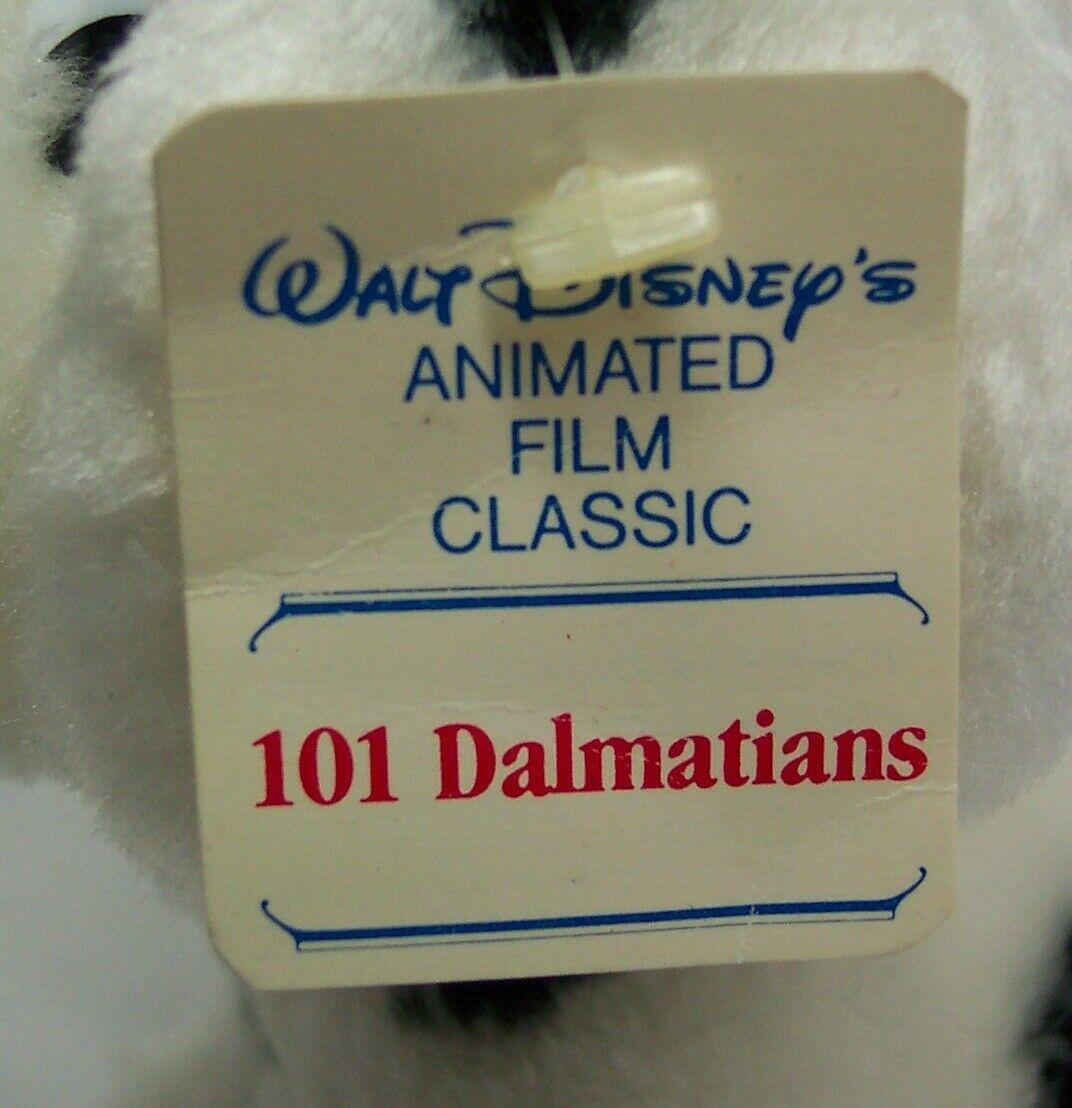 Walt Disney's
ANIMATED
FILM
CLASSIC
101 Dalmatians